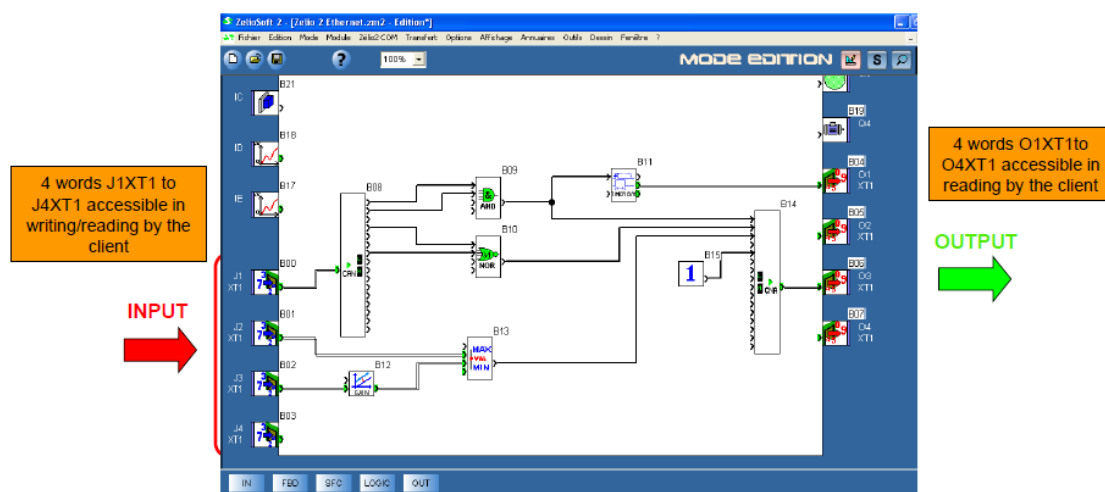 ZelioSoft 2 - [Zelio 2 Ethernet.zm2 - Edition*]
Fichier Edition Mode Module Zélio2-COM Transfert Options Affichage Annuaires Outils Dessin Fenêtre ?
100%
MODE EDITION
S
IC
B21
B19
O4
ID
B18
IE
B17
4 words J1XT1 to
J4XT1 accessible in
writing/reading by the
client
4 words O1XT1to
O4XT1 accessible in
reading by the client
B08
CAN
B09
&
AND
B10
NOR
B11
B04
O1
XT1
B14
CNA
B05
O2
XT1
B15
1
OUTPUT
B06
O3
XT1
B07
O4
XT1
J1
XT1
B00
INPUT
J2
XT1
B01
B13
MAX
MIN
J3
XT1
B02
B12
GAIN
J4
XT1
B03
IN FBD SFC LOGIC OUT